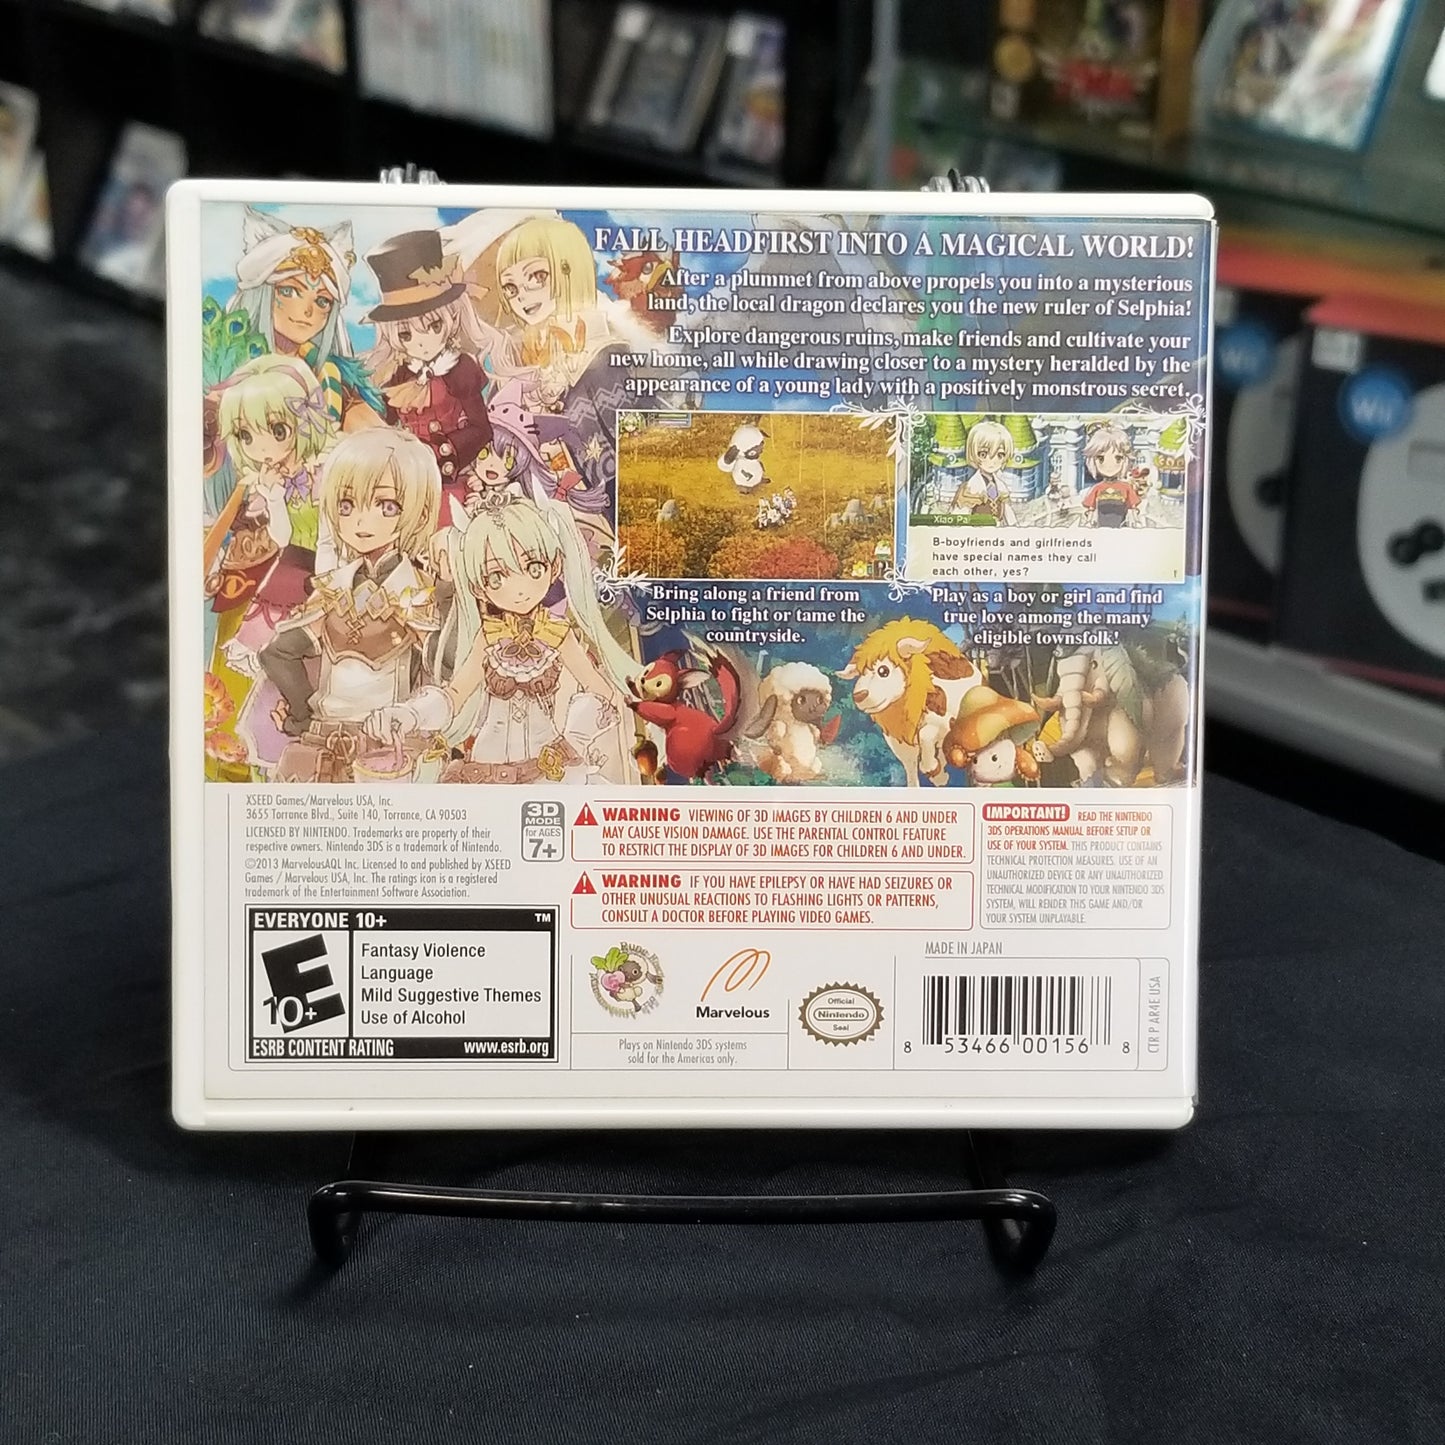 FALL HEADFIRST INTO A MAGICAL WORLD!
After a plummet from above propels you into a mysterious
land, the local dragon declares you the new ruler of Selphia!
Explore dangerous ruins, make friends and cultivate your
new home, all while drawing closer to a mystery heralded by the
appearance of a young lady with a positively monstrous secret.
Xiao Pai
B-boyfriends and girlfriends
have special names they call
each other, yes?
Bring along a friend from
Selphia to fight or tame the
countryside.
Play as a boy or girl and find
true love among the many
eligible townsfolk!
XSEED Games/Marvelous USA, Inc.
3655 Torrance Blvd., Suite 140, Torrance, CA 90503
LICENSED BY NINTENDO. Trademarks are property of their
respective owners. Nintendo 3DS is a trademark of Nintendo.
©2013 MarvelousAQL Inc. Licensed to and published by XSEED
Games / Marvelous USA, Inc. The ratings icon is a registered
trademark of the Entertainment Software Association.
3D
MODE
for AGES
7+
WARNING VIEWING OF 3D IMAGES BY CHILDREN 6 AND UNDER
MAY CAUSE VISION DAMAGE. USE THE PARENTAL CONTROL FEATURE
TO RESTRICT THE DISPLAY OF 3D IMAGES FOR CHILDREN 6 AND UNDER.
WARNING IF YOU HAVE EPILEPSY OR HAVE HAD SEIZURES OR
OTHER UNUSUAL REACTIONS TO FLASHING LIGHTS OR PATTERNS,
CONSULT A DOCTOR BEFORE PLAYING VIDEO GAMES.
IMPORTANT! READ THE NINTENDO
3DS OPERATIONS MANUAL BEFORE SETUP OR
USE OF YOUR SYSTEM. THIS PRODUCT CONTAINS
TECHNICAL PROTECTION MEASURES. USE OF AN
UNAUTHORIZED DEVICE OR ANY UNAUTHORIZED
TECHNICAL MODIFICATION TO YOUR NINTENDO 3DS
SYSTEM, WILL RENDER THIS GAME AND/OR
YOUR SYSTEM UNPLAYABLE.
EVERYONE 10+ ™
E
10+
Fantasy Violence
Language
Mild Suggestive Themes
Use of Alcohol
ESRB CONTENT RATING www.esrb.org
Marvelous
Plays on Nintendo 3DS systems
sold for the Americas only.
Official
Nintendo
Seal
MADE IN JAPAN
8 53466 00156 8
CTR P AR4E USA
Wii
Wii